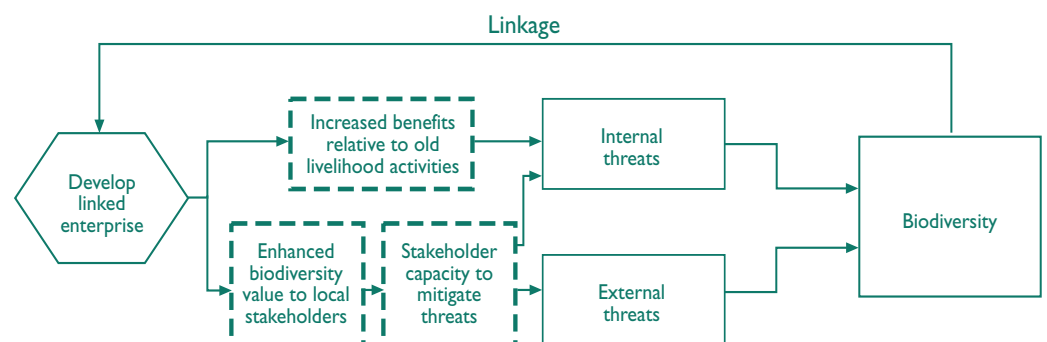 Linkage
Develop
linked
enterprise
Increased benefits
relative to old
livelihood activities
Enhanced
biodiversity
value to local
stakeholders
Stakeholder
capacity to
mitigate
threats
Internal
threats
External
threats
Biodiversity